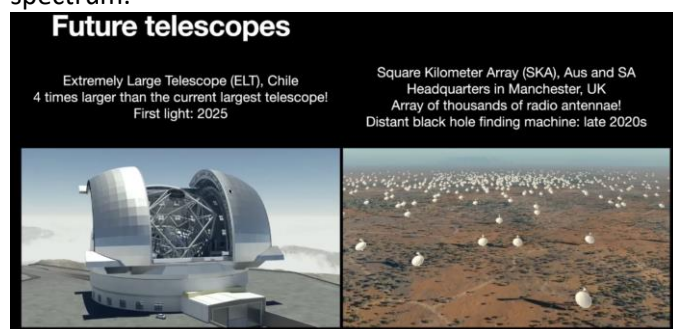 spectrum.
Future telescopes
Extremely Large Telescope (ELT), Chile
4 times larger than the current largest telescope!
First light: 2025
Square Kilometer Array (SKA), Aus and SA
Headquarters in Manchester, UK
Array of thousands of radio antennae!
Distant black hole finding machine: late 2020s